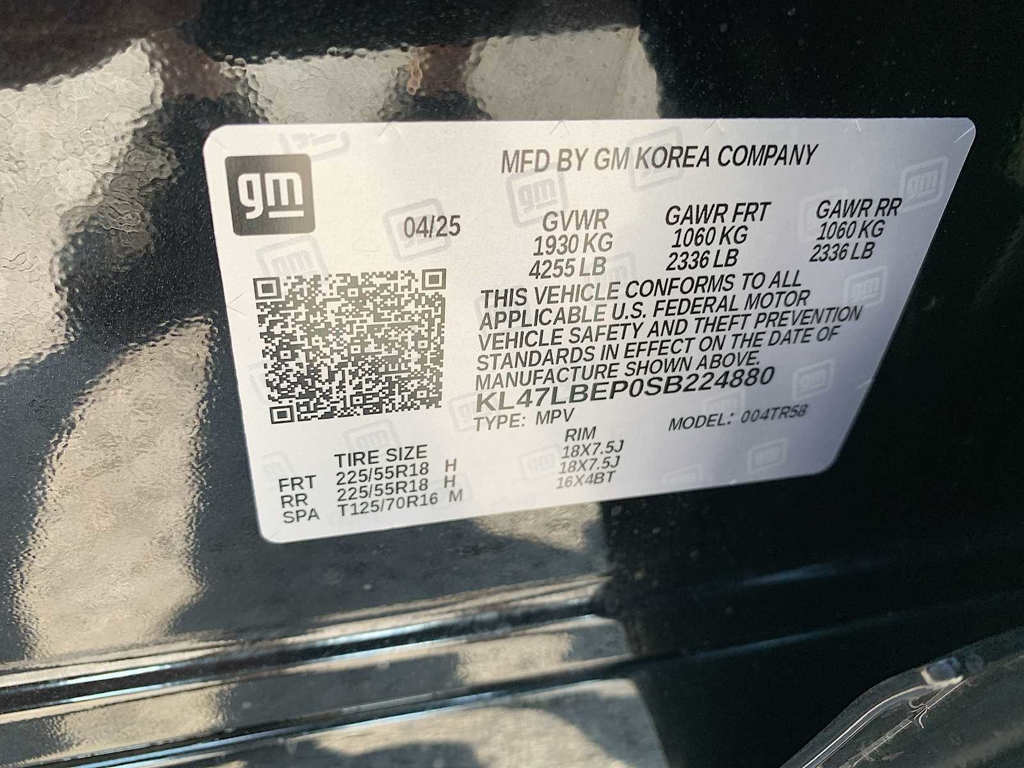 gm
MFD BY GM KOREA COMPANY
04/25
GVWR
1930 KG
4255 LB
GAWR FRT
1060 KG
2336 LB
GAWR RR
1060 KG
2336 LB
THIS VEHICLE CONFORMS TO ALL
APPLICABLE U.S. FEDERAL MOTOR
VEHICLE SAFETY AND THEFT PREVENTION
STANDARDS IN EFFECT ON THE DATE OF
MANUFACTURE SHOWN ABOVE.
KL47LBEP0SB224880
TYPE: MPV
MODEL: 004TR58
TIRE SIZE
RIM
FRT 225/55R18 H 18X7.5J
RR 225/55R18 H 18X7.5J
SPA T125/70R16 M 16X4BT